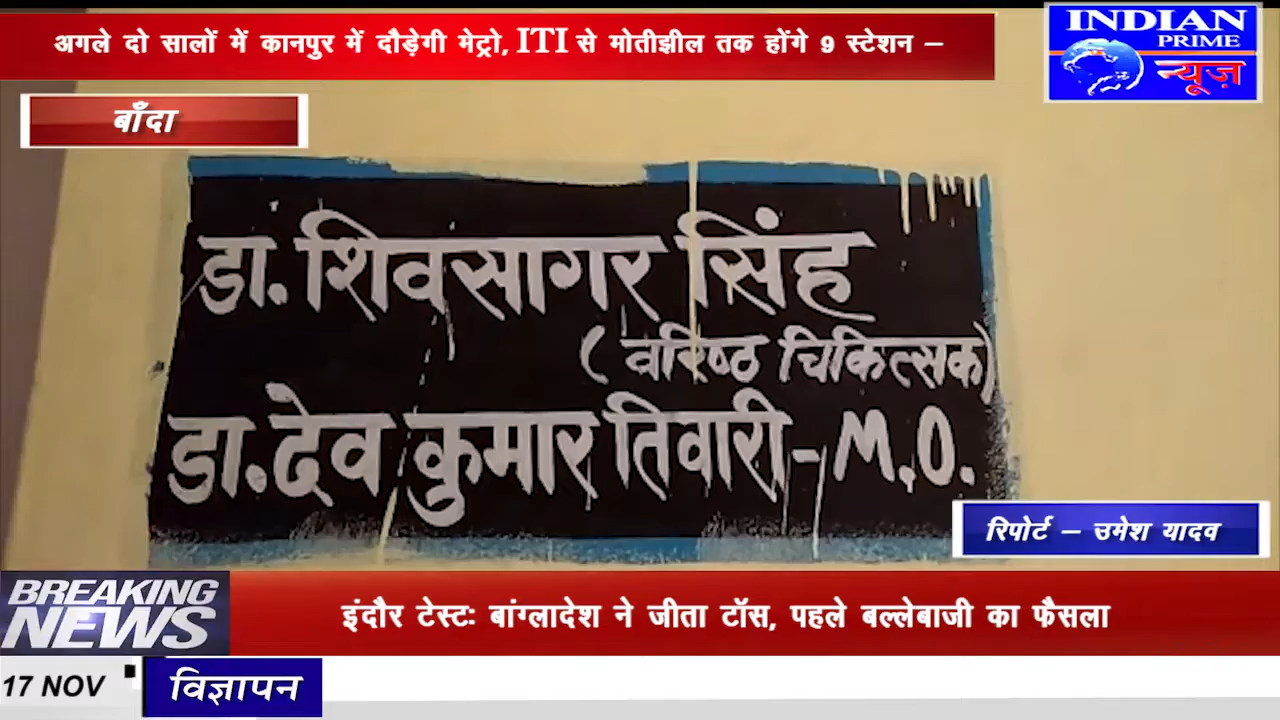 अगले दो सालों में कानपुर में दौड़ेगी मेट्रो, ITI से मोतीझील तक होंगे 9 स्टेशन –
INDIAN
PRIME
न्यूज़
बाँदा
डा. शिवसागर सिंह
( वरिष्ठ चिकित्सक)
डा. देव कुमार तिवारी - M.O.
रिपोर्ट – उमेश यादव
BREAKING
NEWS
इंदौर टेस्टः बांग्लादेश ने जीता टॉस, पहले बल्लेबाजी का फैसला
17 NOV
विज्ञापन